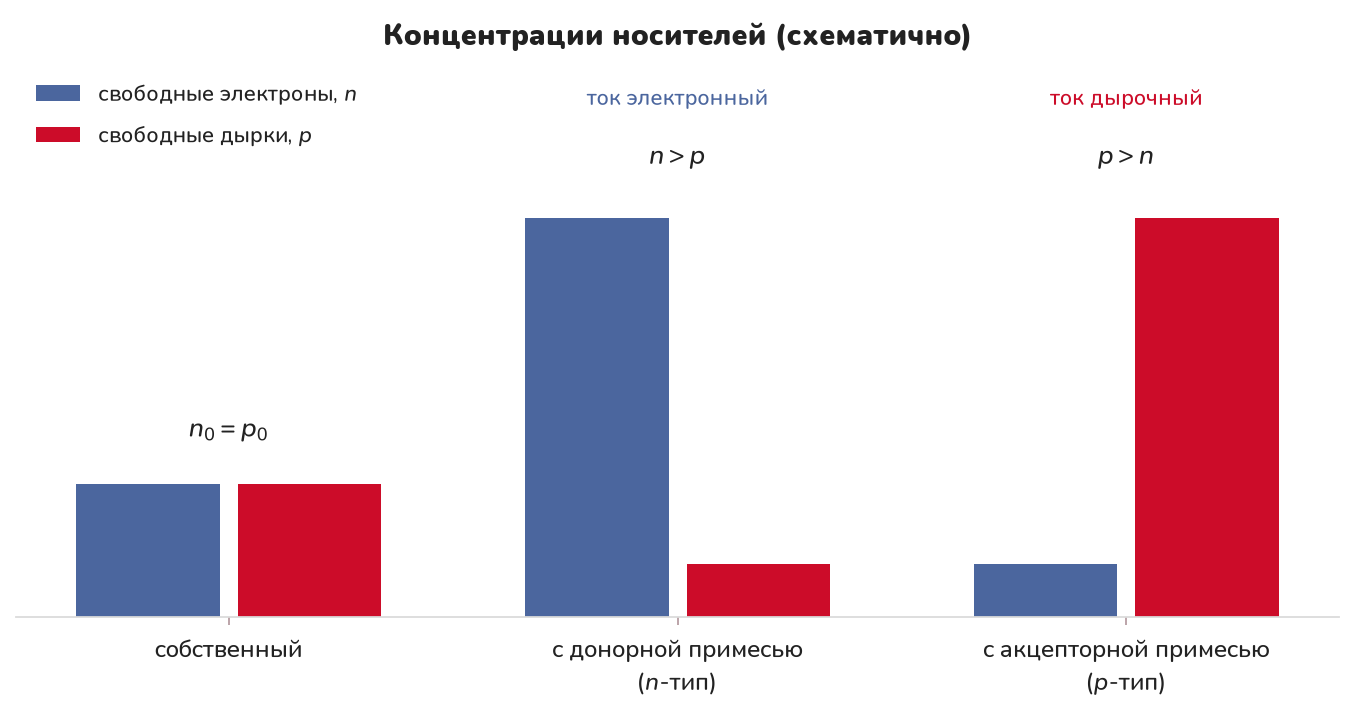 Концентрации носителей (схематично)
свободные электроны, n
свободные дырки, p
ток электронный
ток дырочный
n > p
p > n
n₀ = p₀
собственный
с донорной примесью
(n-тип)
с акцепторной примесью
(p-тип)